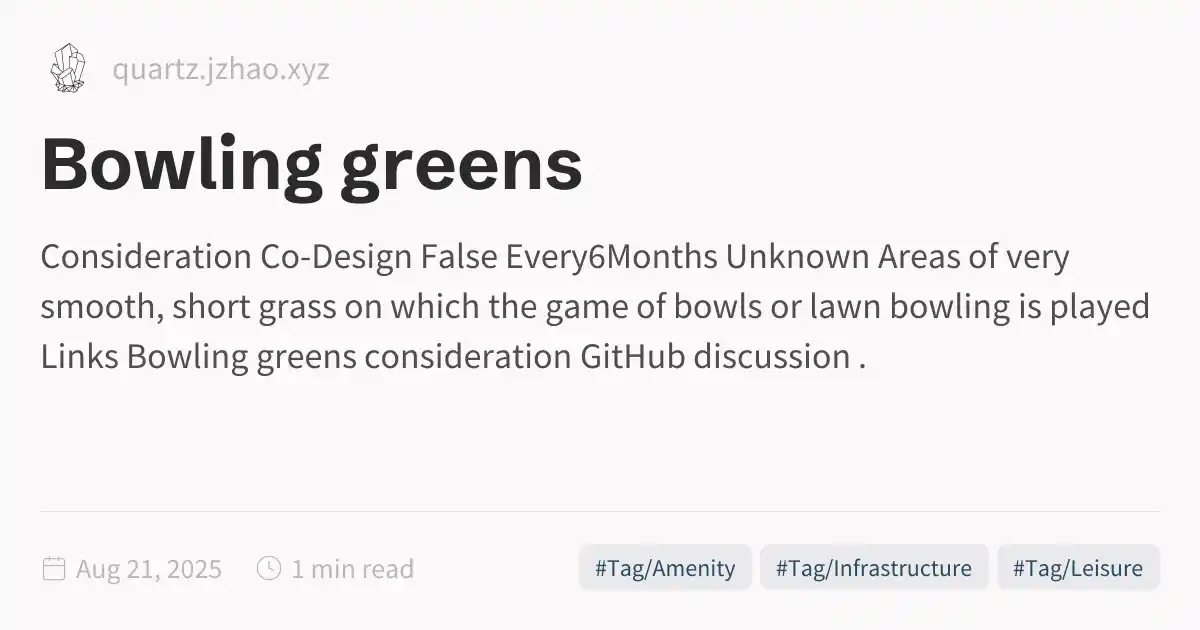 quartz.jzhao.xyz
Bowling greens
Consideration Co-Design False Every6Months Unknown Areas of very
smooth, short grass on which the game of bowls or lawn bowling is played
Links Bowling greens consideration GitHub discussion .
Aug 21, 2025 1 min read #Tag/Amenity #Tag/Infrastructure #Tag/Leisure